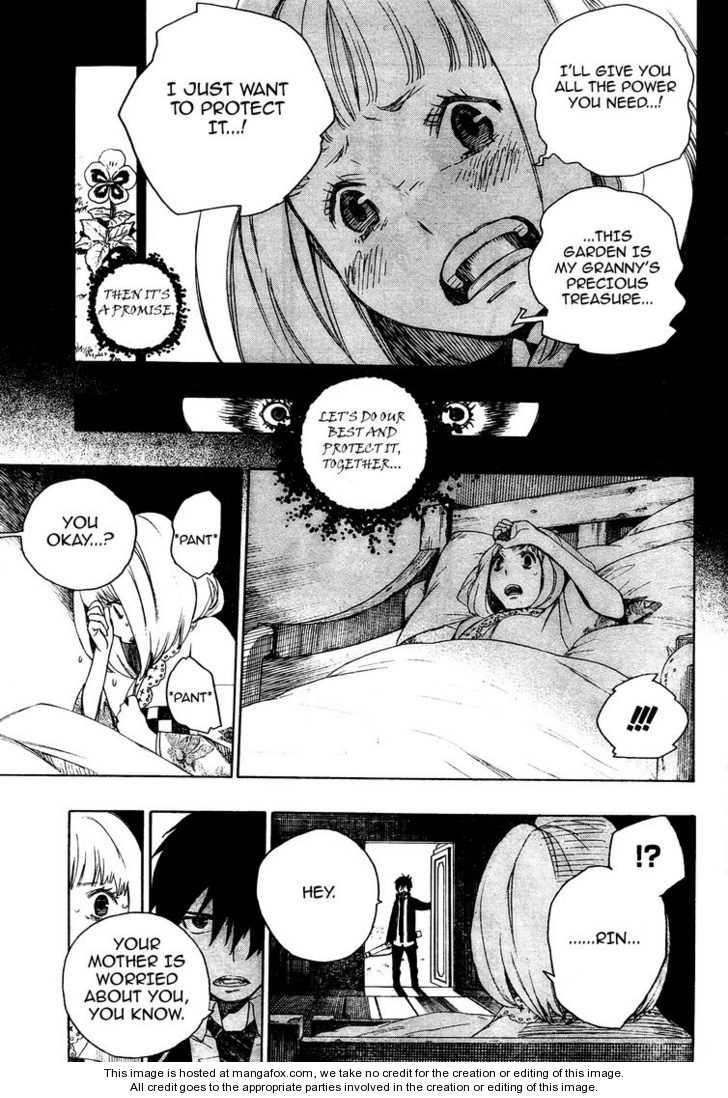 I'LL GIVE YOU
ALL THE POWER
YOU NEED...!
I JUST WANT
TO PROTECT
IT...!
...THIS
GARDEN IS
MY GRANNY'S
PRECIOUS
TREASURE...
THEN IT'S
A PROMISE.
LET'S DO OUR
BEST AND
PROTECT IT,
TOGETHER...
!!!
YOU
OKAY...?
*PANT*
*PANT*
!?
......RIN...
HEY.
YOUR
MOTHER IS
WORRIED
ABOUT YOU,
YOU KNOW.
This image is hosted at mangafox.com, we take no credit for the creation or editing of this image.
All credit goes to the appropriate parties involved in the creation or editing of this image.